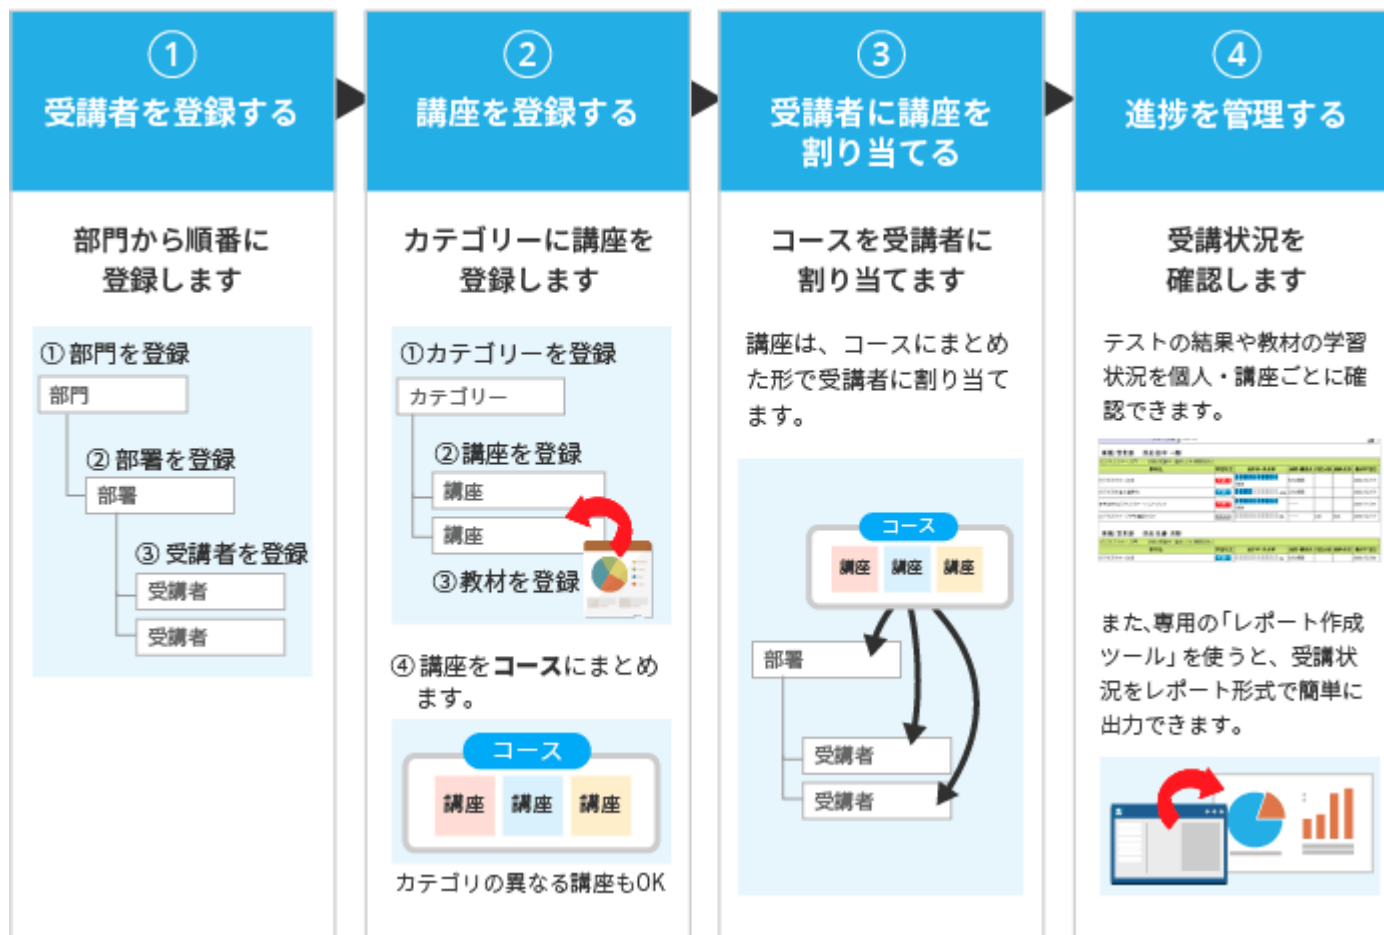 ①
受講者を登録する
部門から順番に
登録します
①部門を登録
部門
②部署を登録
部署
③受講者を登録
受講者
受講者
②
講座を登録する
カテゴリーに講座を
登録します
①カテゴリーを登録
カテゴリー
②講座を登録
講座
講座
③教材を登録
④講座をコースにまとめ
ます。
コース
講座 講座 講座
カテゴリの異なる講座もOK
③
受講者に講座を
割り当てる
コースを受講者に
割り当てます
講座は、コースにまとめ
た形で受講者に割り当て
ます。
コース
講座 講座 講座
部署
受講者
受講者
④
進捗を管理する
受講状況を
確認します
テストの結果や教材の学習
状況を個人・講座ごとに確
認できます。
また、専用の「レポート作成
ツール」を使うと、受講状
況をレポート形式で簡単に
出力できます。